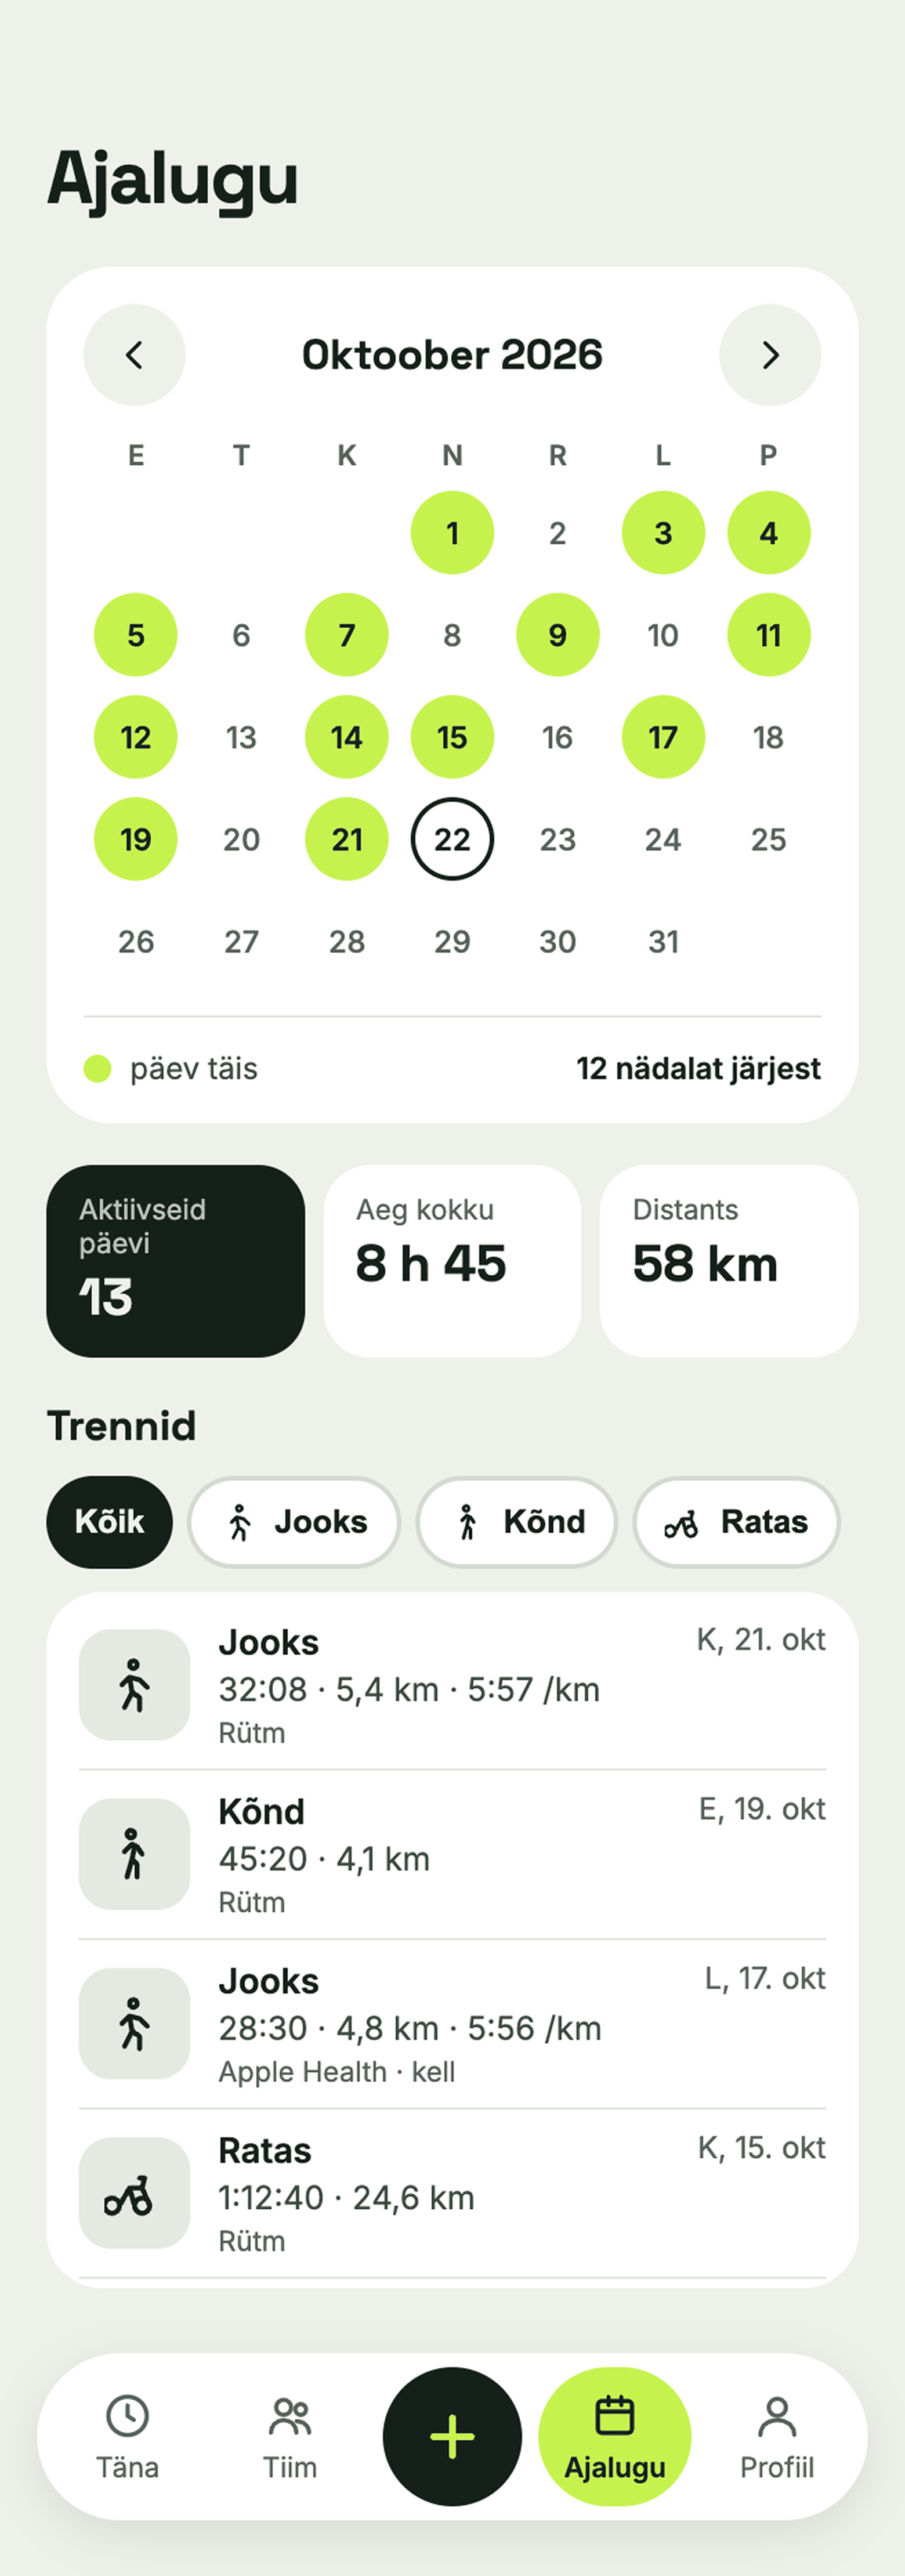 Ajalugu
Oktoober 2026
E T K N R L P
1 2 3 4
5 6 7 8 9 10 11
12 13 14 15 16 17 18
19 20 21 22 23 24 25
26 27 28 29 30 31
päev täis 12 nädalat järjest
Aktiivseid
päevi
13
Aeg kokku
8 h 45
Distants
58 km
Trennid
Kõik Jooks Kõnd Ratas
Jooks K, 21. okt
32:08 · 5,4 km · 5:57 /km
Rütm
Kõnd E, 19. okt
45:20 · 4,1 km
Rütm
Jooks L, 17. okt
28:30 · 4,8 km · 5:56 /km
Apple Health · kell
Ratas K, 15. okt
1:12:40 · 24,6 km
Rütm
Täna Tiim + Ajalugu Profiil